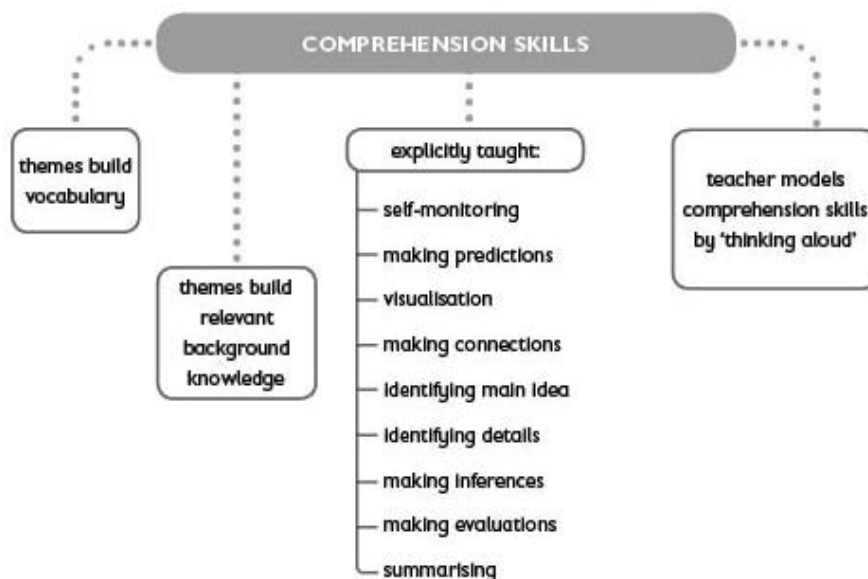 COMPREHENSION SKILLS
themes build
vocabulary
themes build
relevant
background
knowledge
explicitly taught:
self-monitoring
making predictions
visualisation
making connections
identifying main idea
identifying details
making inferences
making evaluations
summarising
teacher models
comprehension skills
by ‘thinking aloud’